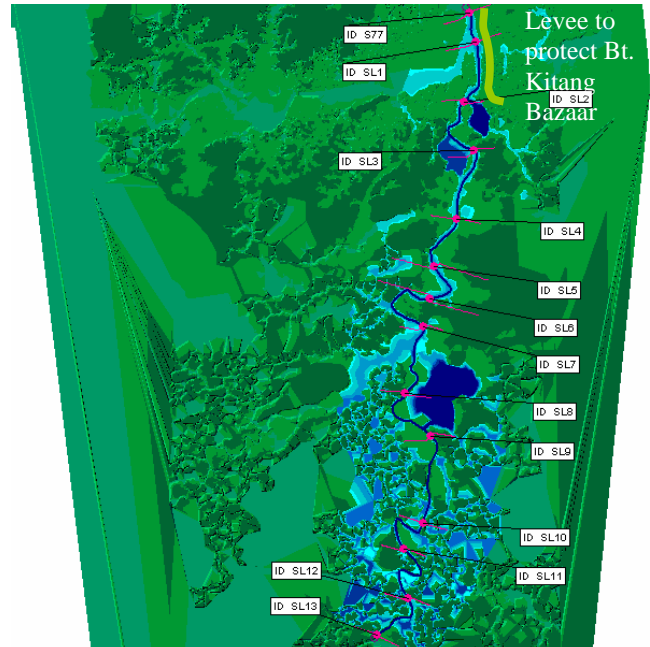 Levee to
protect Bt.
Kitang
Bazaar
ID S77
ID SL1
ID SL2
ID SL3
ID SL4
ID SL5
ID SL6
ID SL7
ID SL8
ID SL9
ID SL10
ID SL11
ID SL12
ID SL13